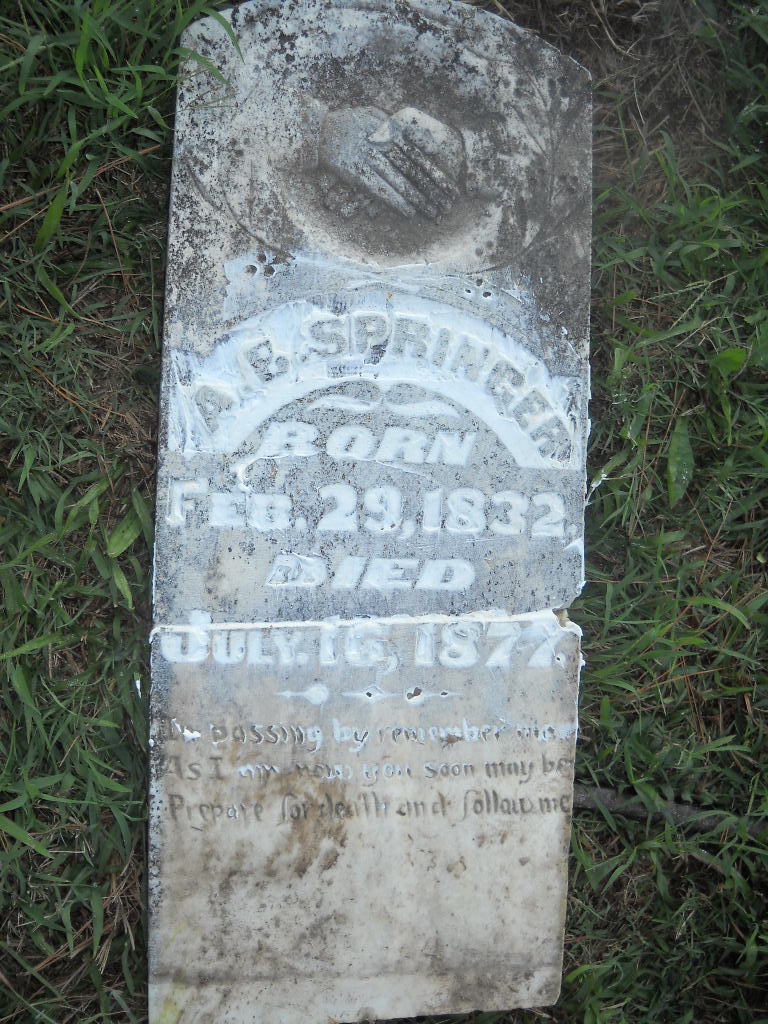 A.F. SPRINGER
BORN
FEB. 29, 1832.
DIED
JULY. 16, 1877.
passing by remember me
As I am now you soon may be
Prepare for death and follow me